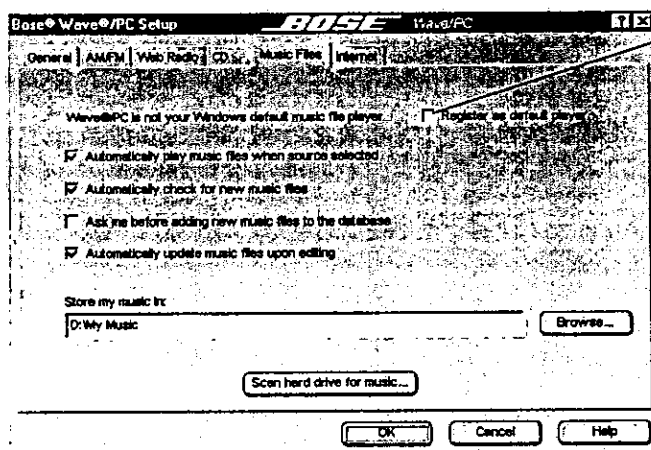 Bose® Wave®/PC Setup BOSE Wave/PC
General AM/FM Web Radio CD Music Files Internet
Wave®/PC is not your Windows default music file player. Register as default player
Automatically play music files when source selected
Automatically check for new music files
Ask me before adding new music files to the database
Automatically update music files upon editing
Store my music in:
D:\My Music Browse...
Scan hard drive for music...
OK Cancel Help